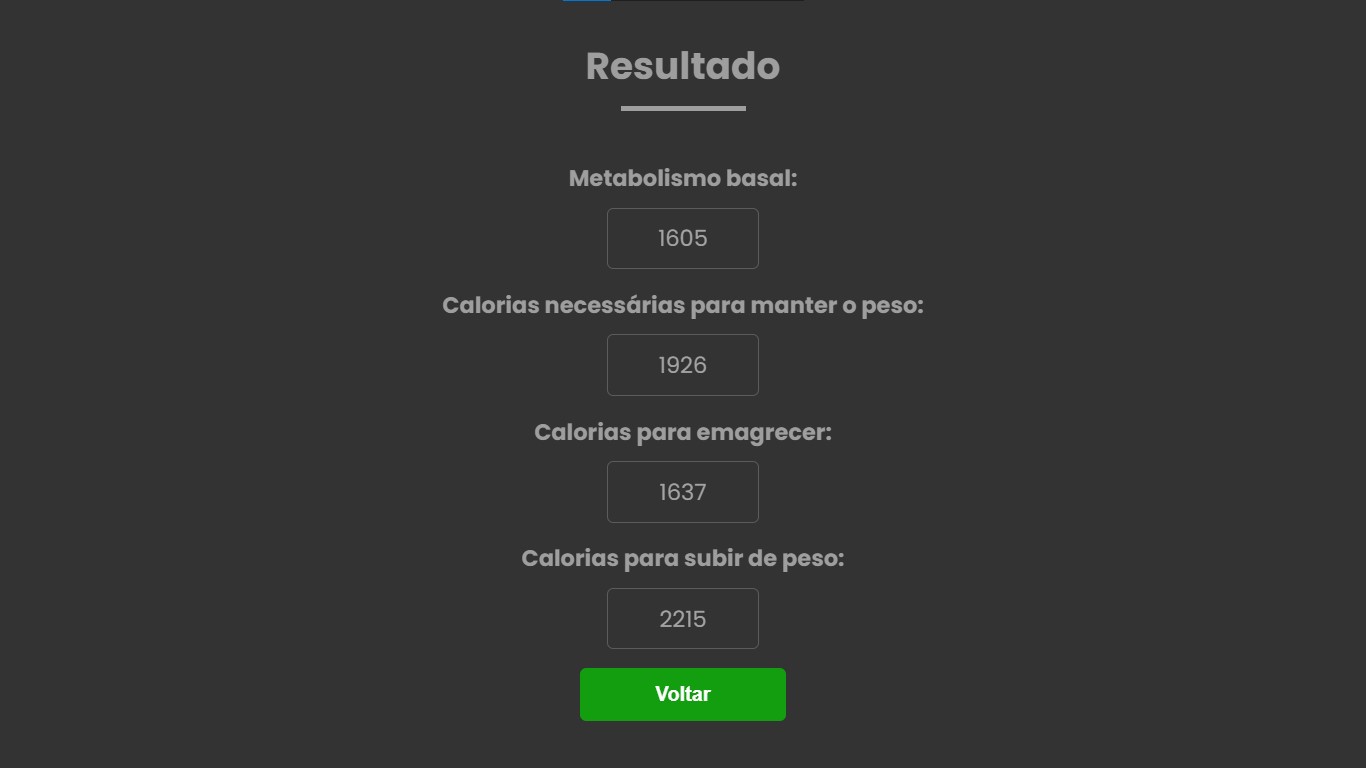 Resultado
Metabolismo basal:
1605
Calorias necessárias para manter o peso:
1926
Calorias para emagrecer:
1637
Calorias para subir de peso:
2215
Voltar